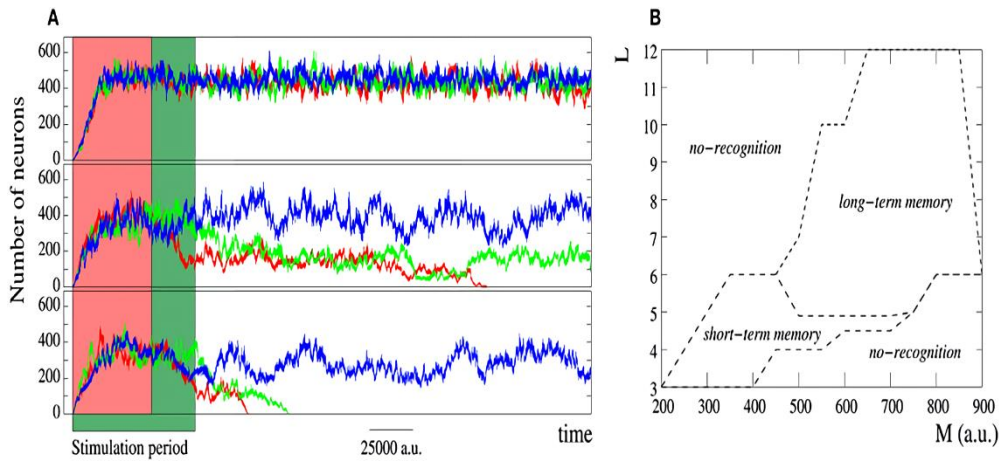 A
Number of neurons
600
400
200
0
600
400
200
0
600
400
200
0
Stimulation period
25000 a.u.
time
B
L
12
11
10
9
8
7
6
5
4
3
no-recognition
long-term memory
short-term memory
no-recognition
200 300 400 500 600 700 800 900
M (a.u.)